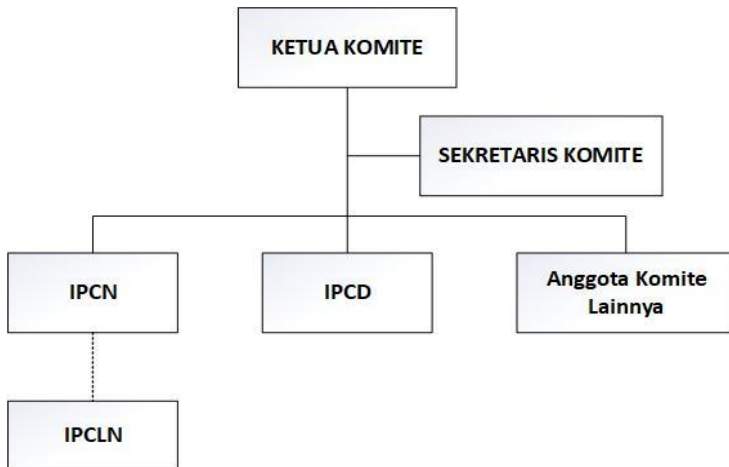 KETUA KOMITE
SEKRETARIS KOMITE
IPCN
IPCD
Anggota Komite
Lainnya
IPCLN